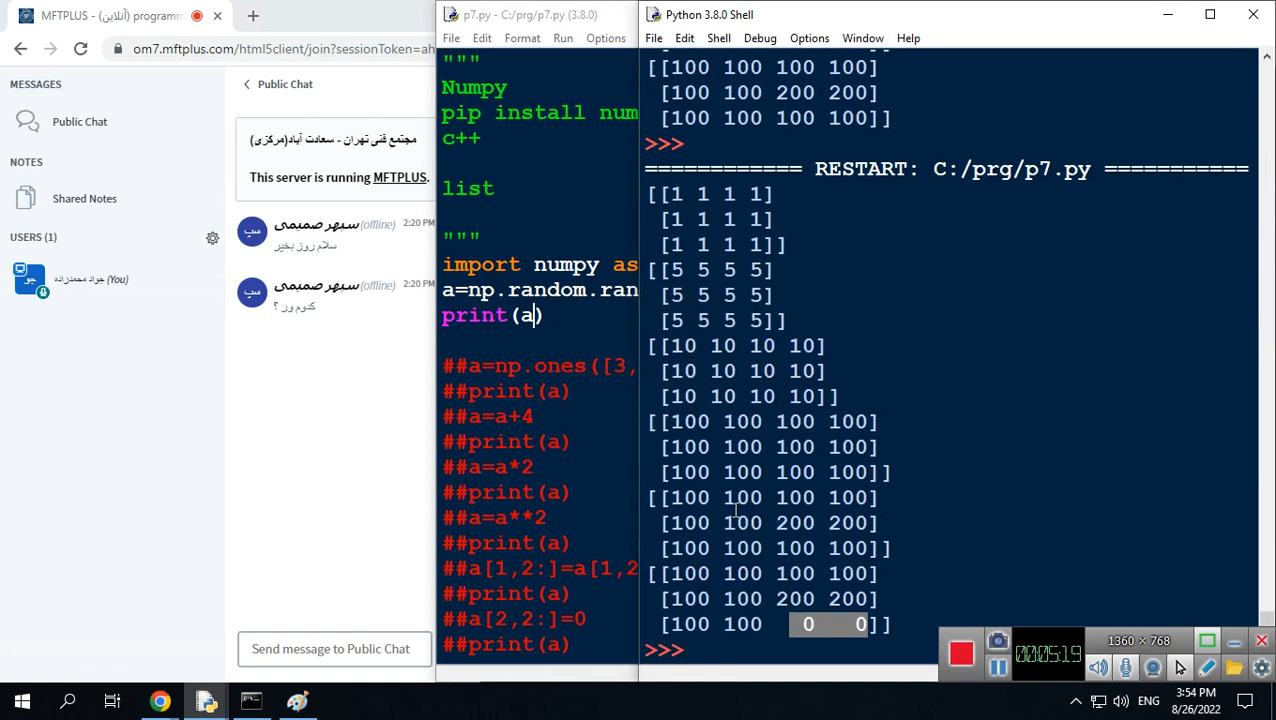 MFTPLUS - (آنلاین) programm
om7.mftplus.com/html5client/join?sessionToken=ah
MESSAGES
Public Chat
NOTES
Shared Notes
USERS (1)
جواد محمدزاده (You)
Public Chat
مجتمع فنی تهران - سعادت آباد(مرکزی)
This server is running MFTPLUS.
سپهر صمیمی (offline) 2:20 PM
سپ
سلام روز بخیر
سپهر صمیمی (offline) 2:20 PM
سپ
کدوم ور ؟
جو
Send message to Public Chat
p7.py - C:/prg/p7.py (3.8.0)
File Edit Format Run Options
"""
Numpy
pip install num
c++
list
"""
import numpy as
a=np.random.ran
print(a)
##a=np.ones([3,
##print(a)
##a=a+4
##print(a)
##a=a*2
##print(a)
##a=a**2
##print(a)
##a[1,2:]=a[1,2
##print(a)
##a[2,2:]=0
##print(a)
Python 3.8.0 Shell
File Edit Shell Debug Options Window Help
[[100 100 100 100]
[100 100 200 200]
[100 100 100 100]]
>>>
============ RESTART: C:/prg/p7.py ===========
[[1 1 1 1]
[1 1 1 1]
[1 1 1 1]]
[[5 5 5 5]
[5 5 5 5]
[5 5 5 5]]
[[10 10 10 10]
[10 10 10 10]
[10 10 10 10]]
[[100 100 100 100]
[100 100 100 100]
[100 100 100 100]]
[[100 100 100 100]
[100 100 200 200]
[100 100 100 100]]
[[100 100 100 100]
[100 100 200 200]
[100 100 0 0]]
>>>
00:05:19
1360 × 768
ENG
3:54 PM
8/26/2022